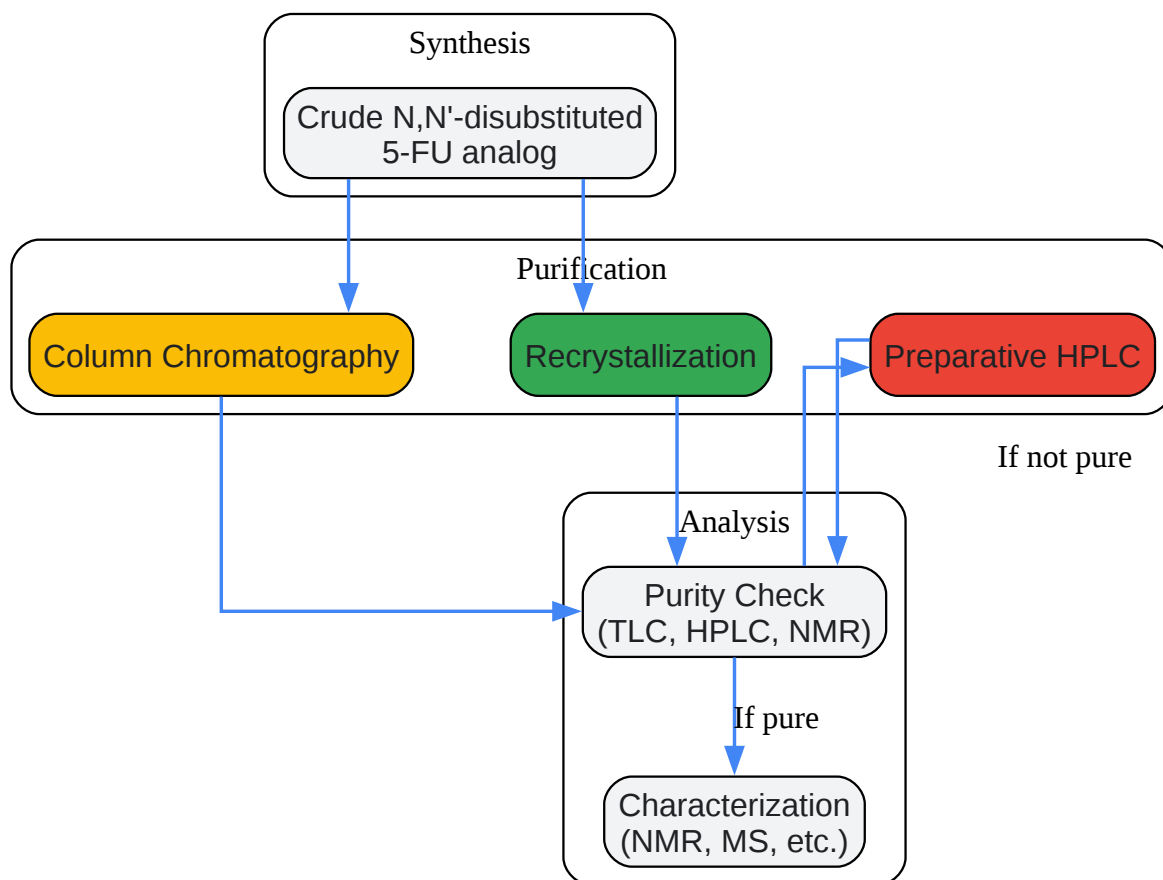 Synthesis
Crude N,N'-disubstituted
5-FU analog
Purification
Column Chromatography
Recrystallization
Preparative HPLC
If not pure
Analysis
Purity Check
(TLC, HPLC, NMR)
If pure
Characterization
(NMR, MS, etc.)